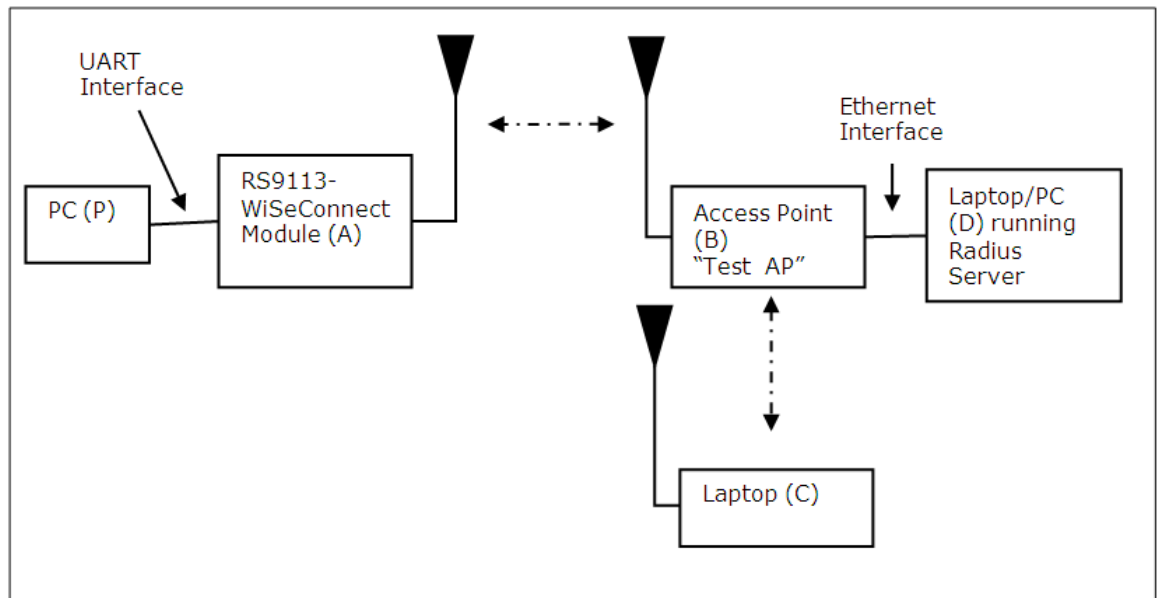 UART
Interface
Ethernet
Interface
PC (P)
RS9113-
WiSeConnect
Module (A)
Access Point
(B)
“Test AP”
Laptop/PC
(D) running
Radius
Server
Laptop (C)